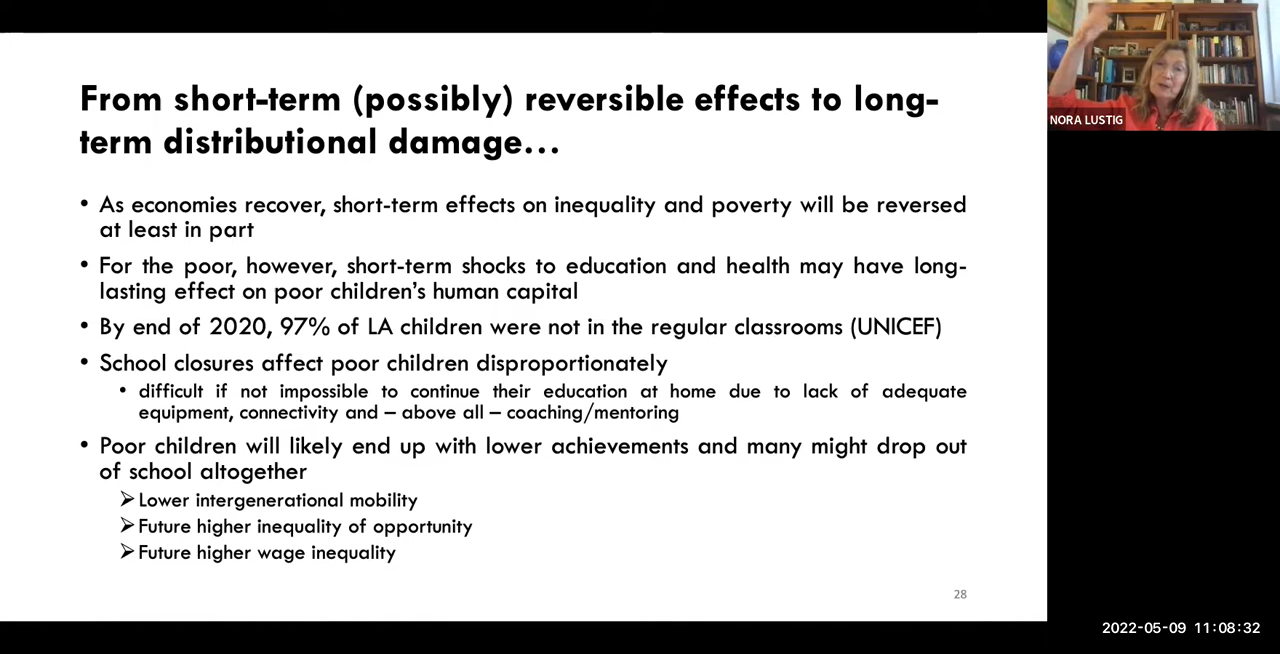 From short-term (possibly) reversible effects to long-
term distributional damage…
• As economies recover, short-term effects on inequality and poverty will be reversed
at least in part
• For the poor, however, short-term shocks to education and health may have long-
lasting effect on poor children’s human capital
• By end of 2020, 97% of LA children were not in the regular classrooms (UNICEF)
• School closures affect poor children disproportionately
• difficult if not impossible to continue their education at home due to lack of adequate
equipment, connectivity and – above all – coaching/mentoring
• Poor children will likely end up with lower achievements and many might drop out
of school altogether
➢ Lower intergenerational mobility
➢ Future higher inequality of opportunity
➢ Future higher wage inequality
28
NORA LUSTIG
2022-05-09 11:08:32